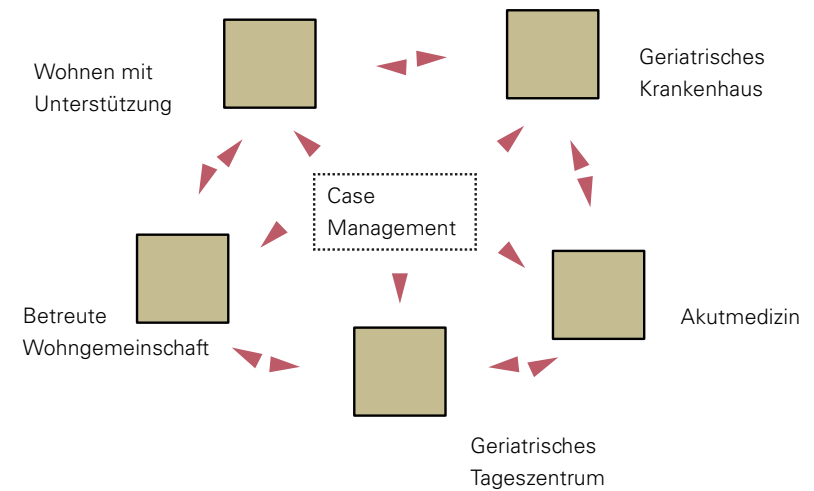 Wohnen mit
Unterstützung
Geriatrisches
Krankenhaus
Case
Management
Betreute
Wohngemeinschaft
Akutmedizin
Geriatrisches
Tageszentrum